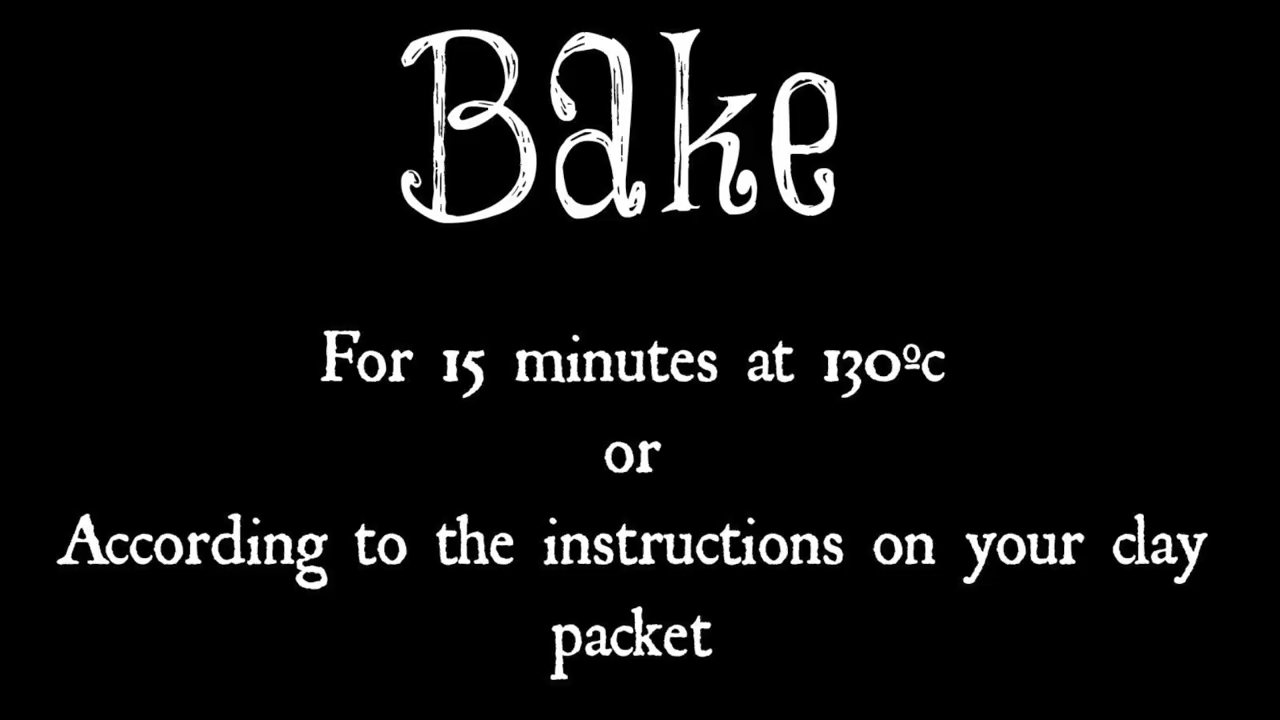 Bake
For 15 minutes at 130ºc
or
According to the instructions on your clay
packet